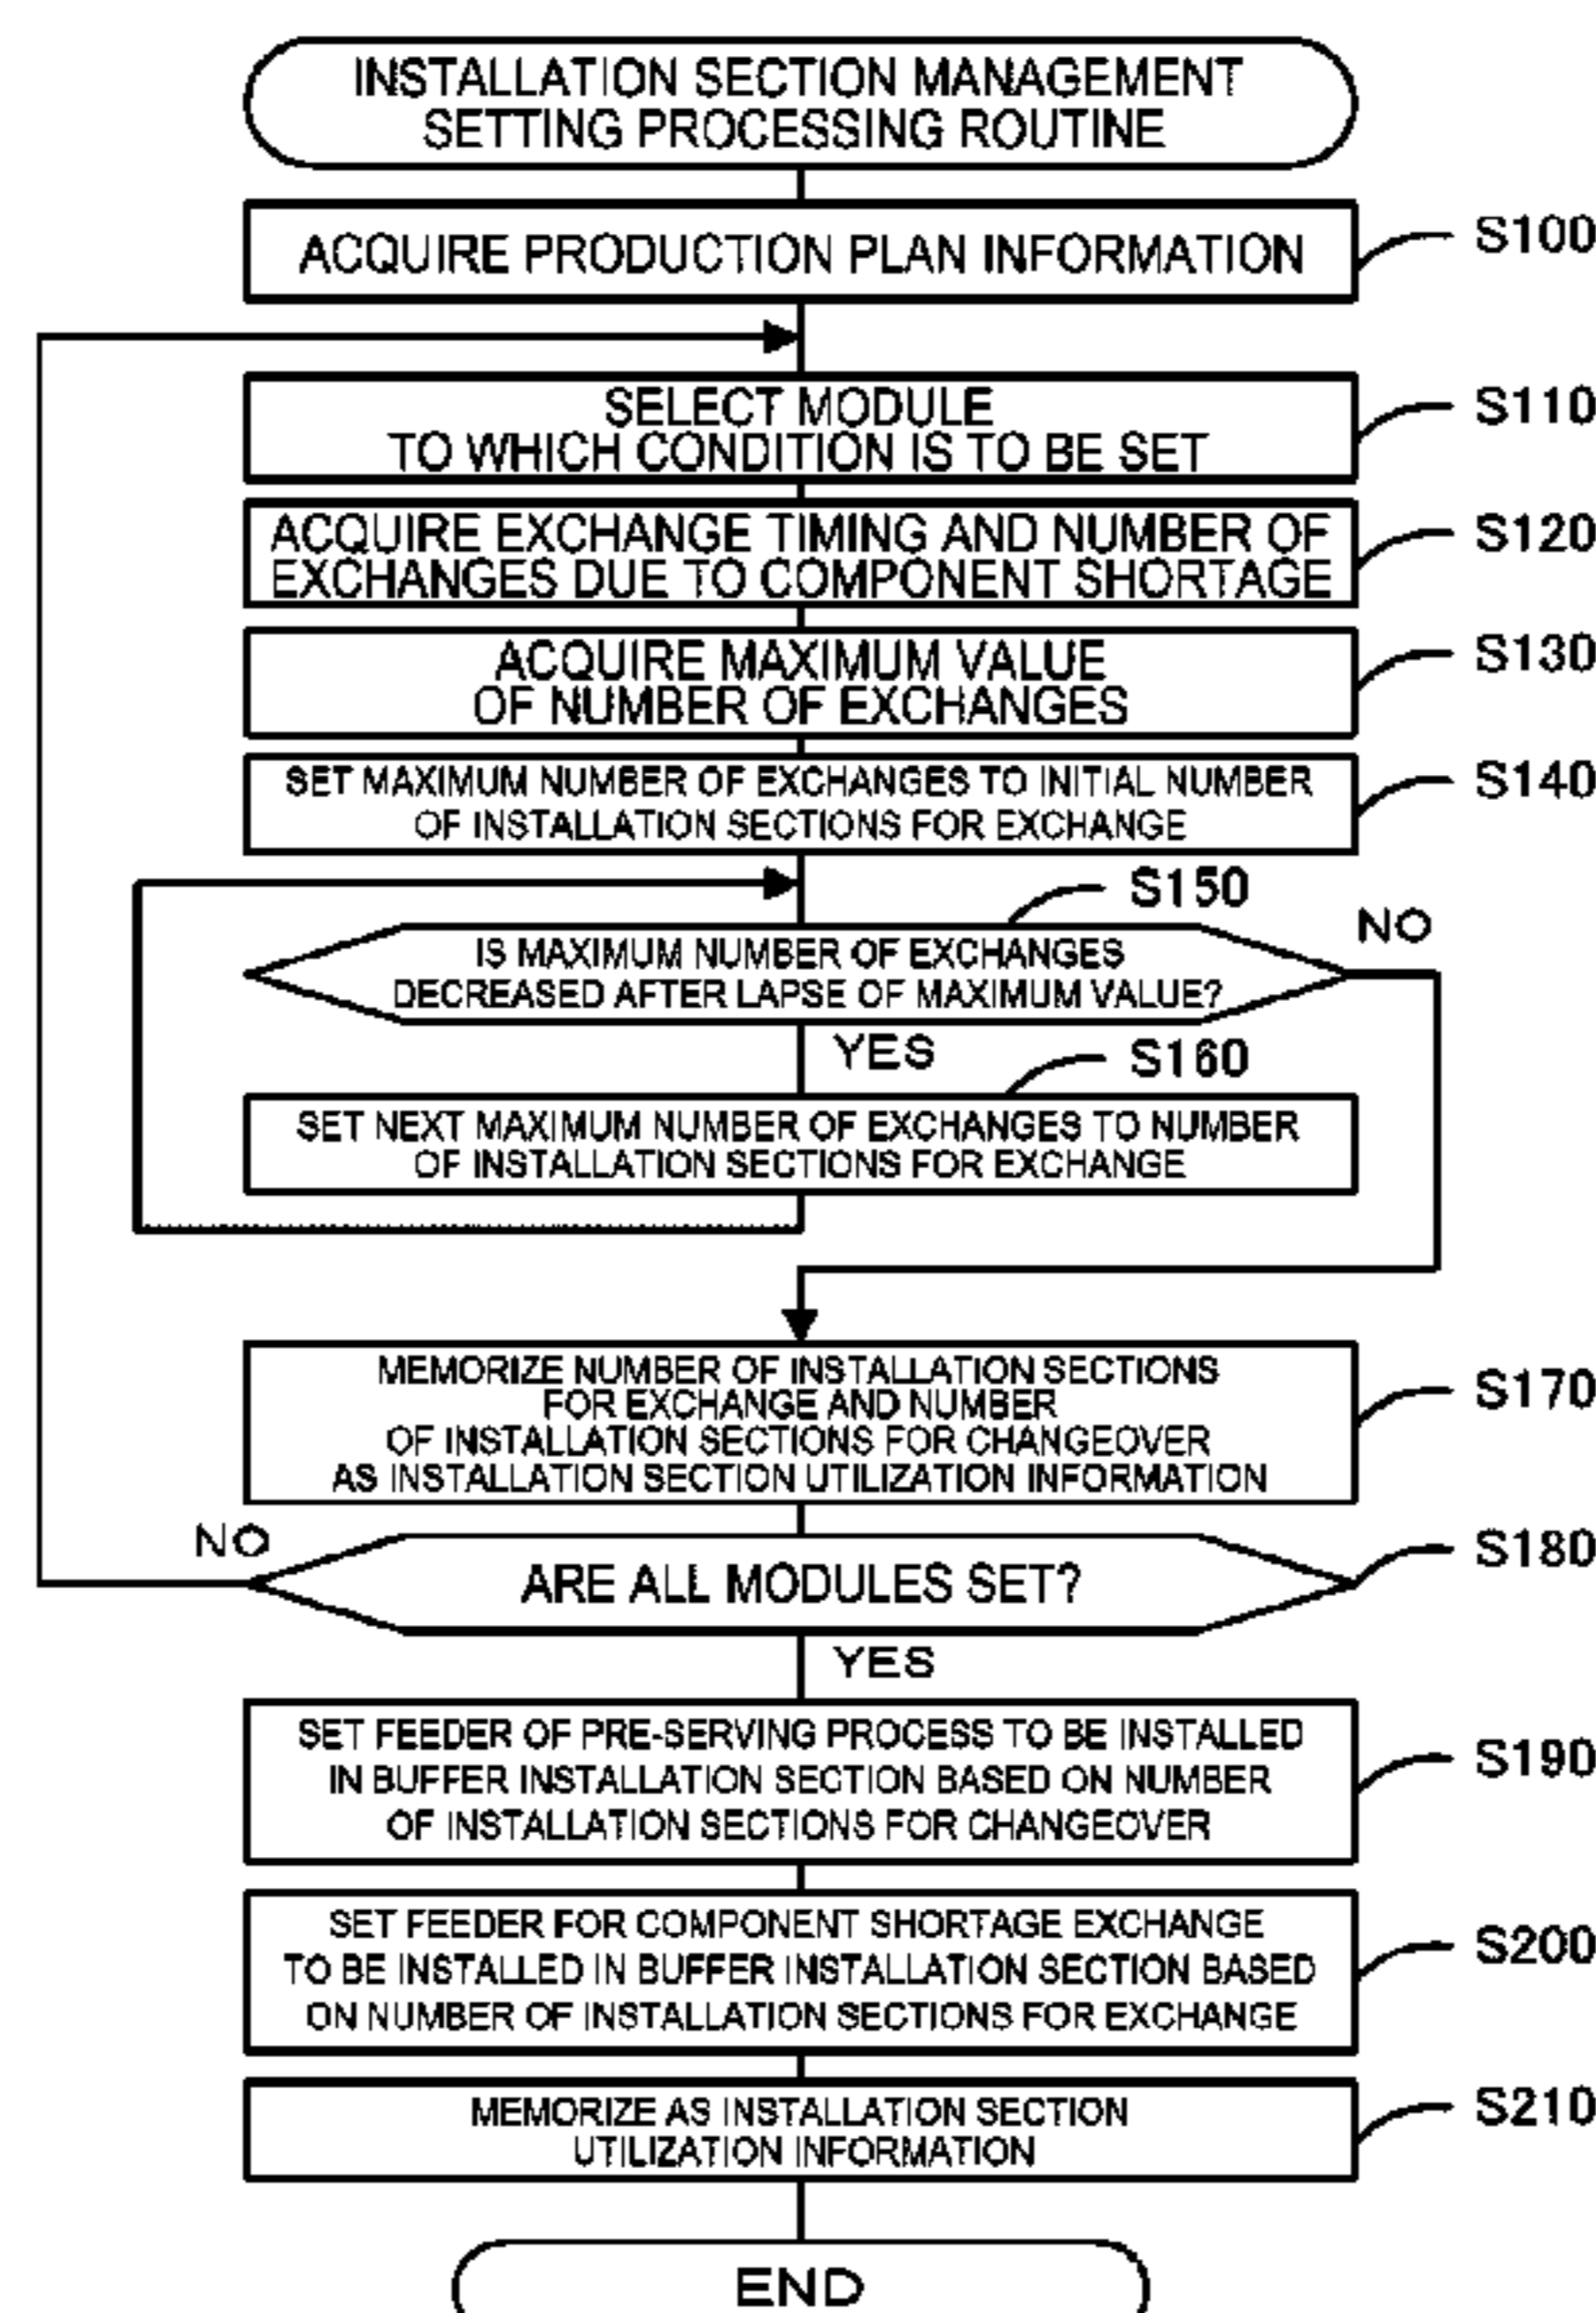 INSTALLATION SECTION MANAGEMENT
SETTING PROCESSING ROUTINE
ACQUIRE PRODUCTION PLAN INFORMATION
S100
SELECT MODULE
TO WHICH CONDITION IS TO BE SET
S110
ACQUIRE EXCHANGE TIMING AND NUMBER OF
EXCHANGES DUE TO COMPONENT SHORTAGE
S120
ACQUIRE MAXIMUM VALUE
OF NUMBER OF EXCHANGES
S130
SET MAXIMUM NUMBER OF EXCHANGES TO INITIAL NUMBER
OF INSTALLATION SECTIONS FOR EXCHANGE
S140
S150
NO
IS MAXIMUM NUMBER OF EXCHANGES
DECREASED AFTER LAPSE OF MAXIMUM VALUE?
YES
S160
SET NEXT MAXIMUM NUMBER OF EXCHANGES TO NUMBER
OF INSTALLATION SECTIONS FOR EXCHANGE
MEMORIZE NUMBER OF INSTALLATION SECTIONS
FOR EXCHANGE AND NUMBER
OF INSTALLATION SECTIONS FOR CHANGEOVER
AS INSTALLATION SECTION UTILIZATION INFORMATION
S170
NO
ARE ALL MODULES SET?
S180
YES
SET FEEDER OF PRE-SERVING PROCESS TO BE INSTALLED
IN BUFFER INSTALLATION SECTION BASED ON NUMBER
OF INSTALLATION SECTIONS FOR CHANGEOVER
S190
SET FEEDER FOR COMPONENT SHORTAGE EXCHANGE
TO BE INSTALLED IN BUFFER INSTALLATION SECTION BASED
ON NUMBER OF INSTALLATION SECTIONS FOR EXCHANGE
S200
MEMORIZE AS INSTALLATION SECTION
UTILIZATION INFORMATION
S210
END